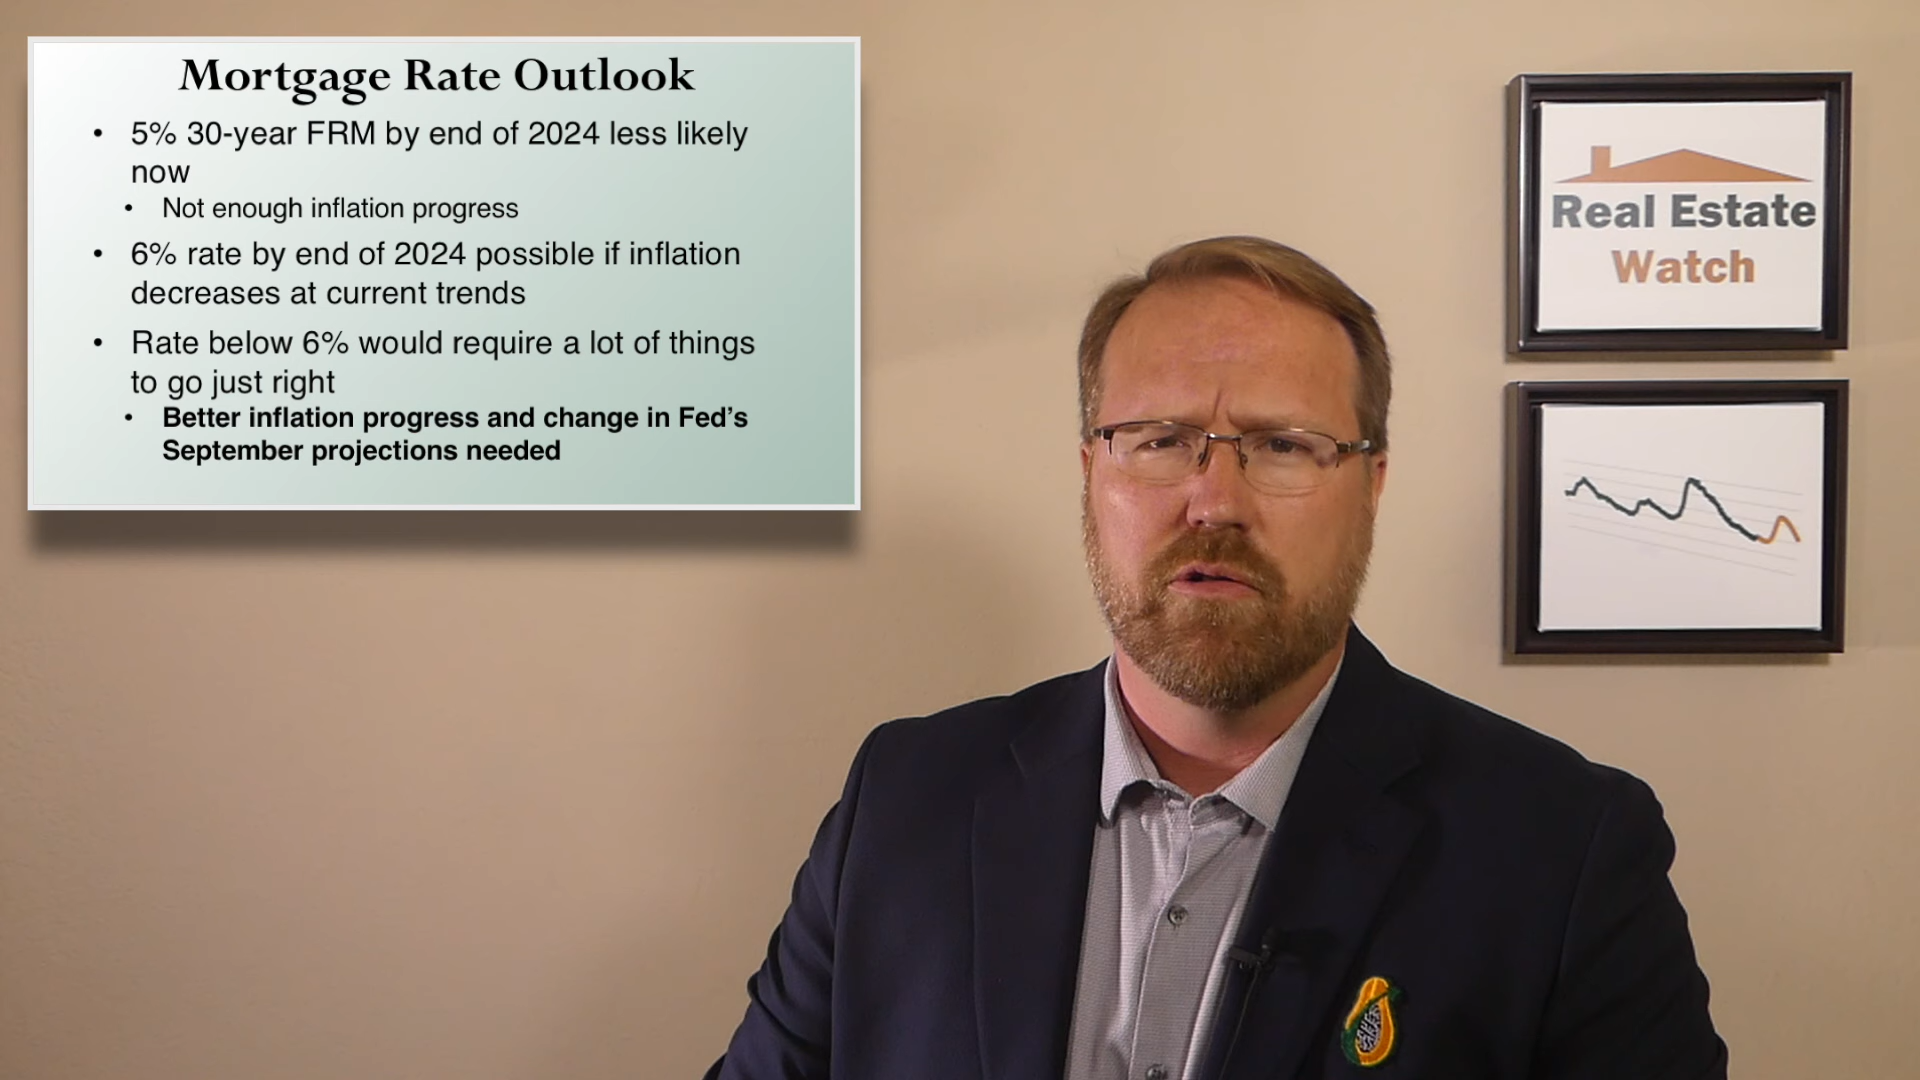 Mortgage Rate Outlook
• 5% 30-year FRM by end of 2024 less likely
now
• Not enough inflation progress
• 6% rate by end of 2024 possible if inflation
decreases at current trends
• Rate below 6% would require a lot of things
to go just right
• Better inflation progress and change in Fed’s
September projections needed
Real Estate
Watch